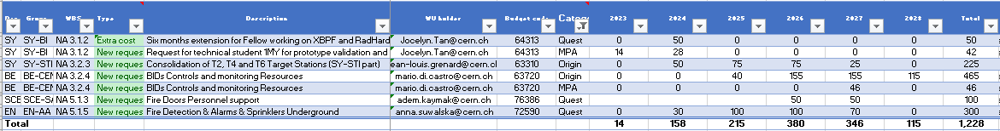 Group WBS Type Description WU holder Budget code Categ 2023 2024 2025 2026 2027 2028 Total
SY SY-BI NA 3.1.2 Extra cost Six months extension for Fellow working on XBPF and RadHard Jocelyn.Tan@cern.ch 64313 Quest 0 50 0 0 0 0 50
SY SY-BI NA 3.1.2 New reques Request for technical student 1MY for prototype validation and Jocelyn.Tan@cern.ch 64313 MPA 14 28 0 0 0 0 42
SY SY-STI NA 3.2.3 New reques Consolidation of T2, T4 and T6 Target Stations (SY-STI part) ean-louis.grenard@cern.cl 63310 Origin 0 50 75 75 25 0 225
BE BE-CEN NA 3.2.4 New reques BIDs Controls and monitoring Resources mario.di.castro@cern.ch 63720 Origin 0 0 40 155 155 115 465
BE BE-CEN NA 3.2.4 New reques BIDs Controls and monitoring Resources mario.di.castro@cern.ch 63720 MPA 0 0 0 0 46 0 46
SCE SCE-SA NA 5.1.3 New reques Fire Doors Personnel support adem.kaymak@cern.ch 76386 Quest 0 0 0 50 50 0 100
EN EN-AA NA 5.1.5 New reques Fire Detection & Alarms & Sprinklers Underground anna.suwalska@cern.ch 72590 Quest 0 30 100 100 70 0 300
Total 14 158 215 380 346 115 1,228